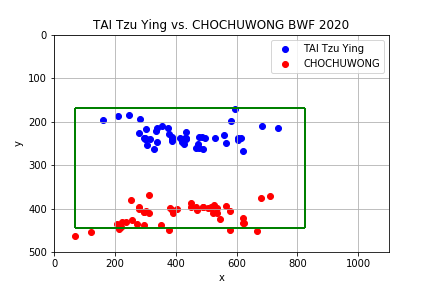 TAI Tzu Ying vs. CHOCHUWONG BWF 2020
TAI Tzu Ying
CHOCHUWONG
0
100
200
300
400
500
y
0 200 400 600 800 1000
x